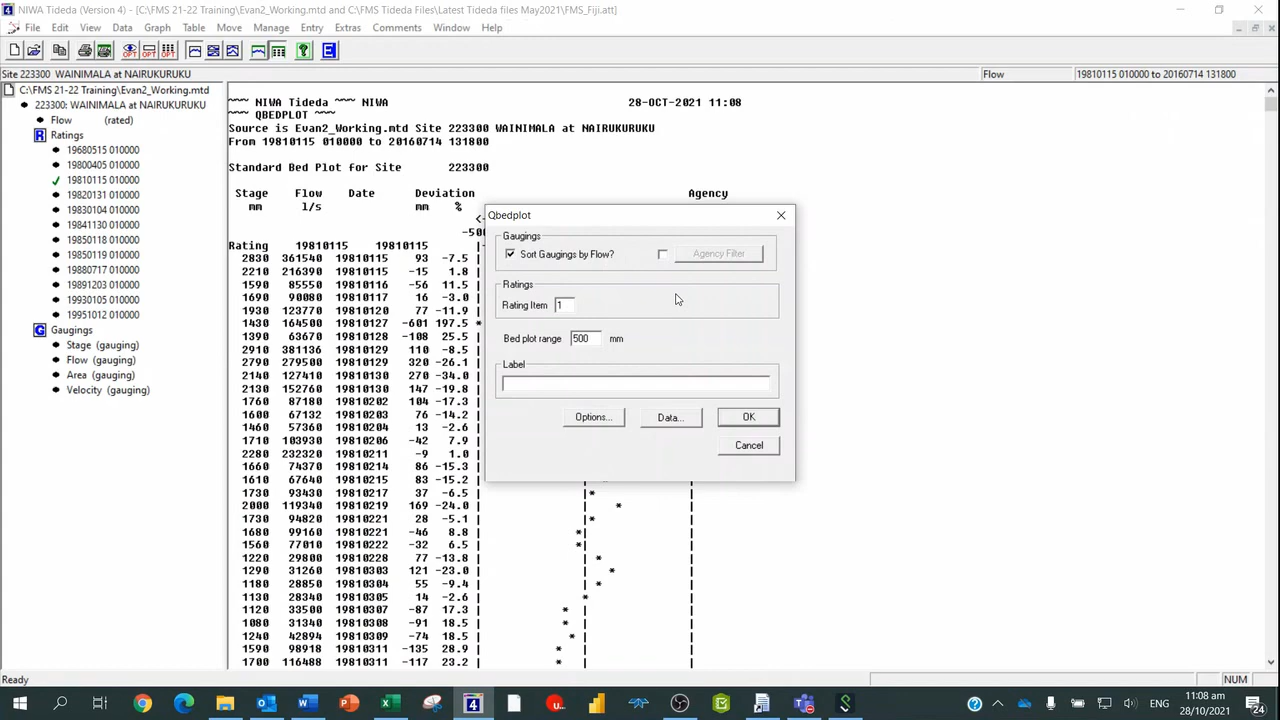 NIWA Tideda (Version 4) - [C:\FMS 21-22 Training\Evan2_Working.mtd and C:\FMS Tideda Files\Latest Tideda files May2021\FMS_Fiji.att]
File Edit View Data Graph Table Move Manage Entry Extras Comments Window Help
OPT OPT OPT ? E
Site 223300 WAINIMALA at NAIRUKURUKU Flow 19810115 010000 to 20160714 131800
C:\FMS 21-22 Training\Evan2_Working.mtd
223300: WAINIMALA at NAIRUKURUKU
Flow (rated)
R Ratings
19680515 010000
19800405 010000
19810115 010000
19820131 010000
19830104 010000
19841130 010000
19850118 010000
19850119 010000
19880717 010000
19891203 010000
19930105 010000
19951012 010000
G Gaugings
Stage (gauging)
Flow (gauging)
Area (gauging)
Velocity (gauging)
~~~ NIWA Tideda ~~~ NIWA 28-OCT-2021 11:08
~~~ QBEDPLOT ~~~
Source is Evan2_Working.mtd Site 223300 WAINIMALA at NAIRUKURUKU
From 19810115 010000 to 20160714 131800
Standard Bed Plot for Site 223300
Stage Flow Date Deviation Agency
mm l/s mm %
Rating 19810115 19810115
2830 361540 19810115 93 -7.5 |
2210 216390 19810115 -15 1.8 |
1590 85550 19810116 -56 11.5 |
1690 90080 19810117 16 -3.0 |
1930 123770 19810120 77 -11.9 |
1430 164500 19810127 -601 197.5 *
1390 63670 19810128 -108 25.5 |
2910 381136 19810129 110 -8.5 |
2790 279500 19810129 320 -26.1 |
2140 127410 19810130 270 -34.0 |
2130 152760 19810130 147 -19.8 |
1760 87180 19810202 104 -17.3 |
1600 67132 19810203 76 -14.2 |
1460 57360 19810204 13 -2.6 |
1710 103930 19810206 -42 7.9 |
2280 232320 19810211 -9 1.0 |
1660 74370 19810214 86 -15.3 |
1610 67640 19810215 83 -15.2 |
1730 93430 19810217 37 -6.5 | |* |
2000 119340 19810219 169 -24.0 | | * |
1730 94820 19810221 28 -5.1 | |* |
1680 99160 19810221 -46 8.8 | *| |
1560 77010 19810222 -32 6.5 | *| |
1220 29800 19810228 77 -13.8 | | * |
1290 31260 19810303 121 -23.0 | | * |
1180 28850 19810304 55 -9.4 | | * |
1130 28340 19810305 14 -2.6 | * |
1120 33500 19810307 -87 17.3 | * | |
1080 31340 19810308 -91 18.5 | * | |
1240 42894 19810309 -74 18.5 | * | |
1590 98918 19810311 -135 28.9 | * | |
1700 116488 19810311 -117 23.2 | * | |
Qbedplot
Gaugings
Sort Gaugings by Flow? Agency Filter
Ratings
Rating Item 1
Bed plot range 500 mm
Label
Options... Data... OK
Cancel
Ready NUM
11:08 am
28/10/2021
24